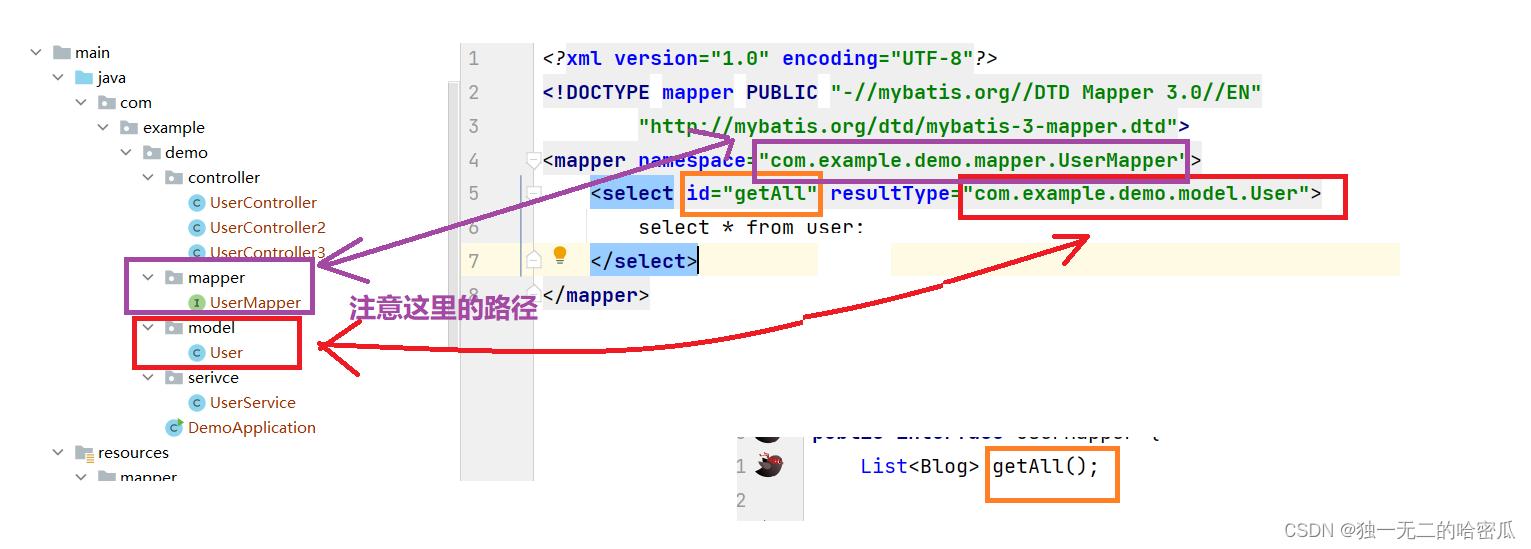 main
java
com
example
demo
controller
UserController
UserController2
UserController3
mapper
UserMapper
model
User
serivce
UserService
DemoApplication
resources
mapper
1 <?xml version="1.0" encoding="UTF-8"?>
2 <!DOCTYPE mapper PUBLIC "-//mybatis.org//DTD Mapper 3.0//EN"
3 "http://mybatis.org/dtd/mybatis-3-mapper.dtd">
4 <mapper namespace="com.example.demo.mapper.UserMapper">
5 <select id="getAll" resultType="com.example.demo.model.User">
6 select * from user;
7 </select>
8 </mapper>
注意这里的路径
public interface UserMapper {
1 List<Blog> getAll();
2
CSDN @独一无二的哈密瓜